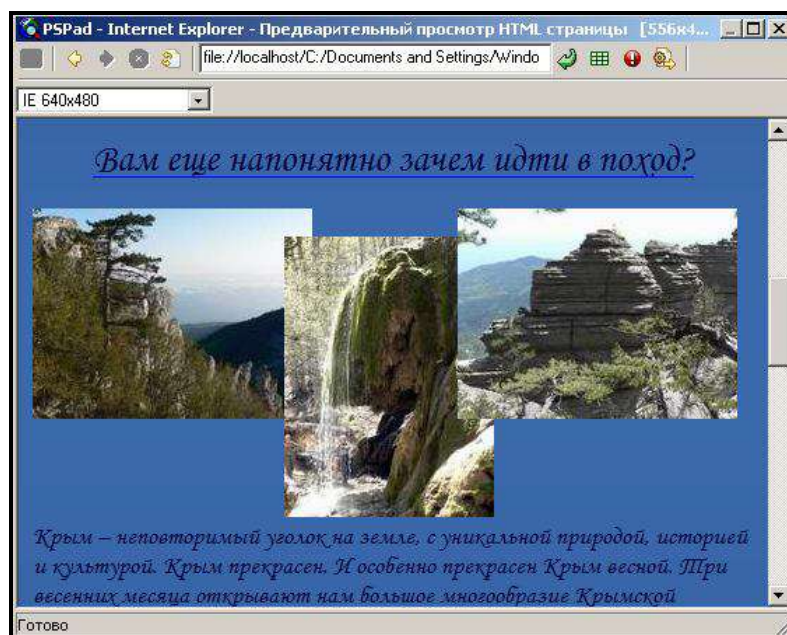 PSPad - Internet Explorer - Предварительный просмотр HTML страницы [556x4...
file://localhost/C:/Documents and Settings/Windo
IE 640x480
Вам еще напонятно зачем идти в поход?
Крым – неповторимый уголок на земле, с уникальной природой, историей
и культурой. Крым прекрасен. И особенно прекрасен Крым весной. Три
весенних месяца открывают нам большое многообразие Крымской
Готово